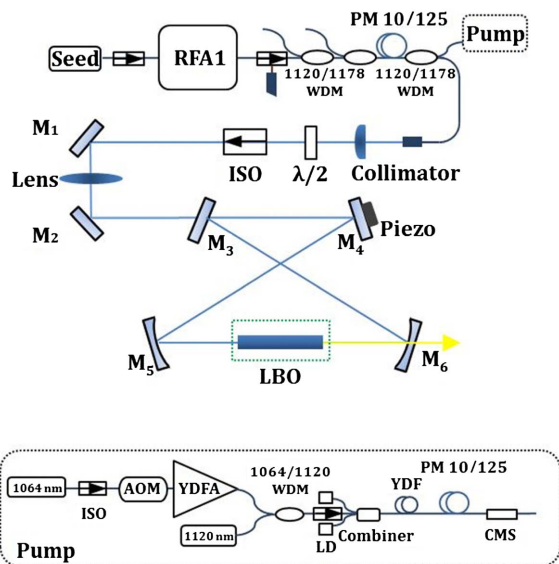 PM 10/125
Pump
Seed
RFA1
1120/1178
WDM
1120/1178
WDM
M1
ISO
λ/2
Collimator
Lens
M2
M3
M4
Piezo
M5
LBO
M6
1064/1120
WDM
YDF
PM 10/125
1064 nm
ISO
AOM
YDFA
1120 nm
LD
Combiner
CMS
Pump